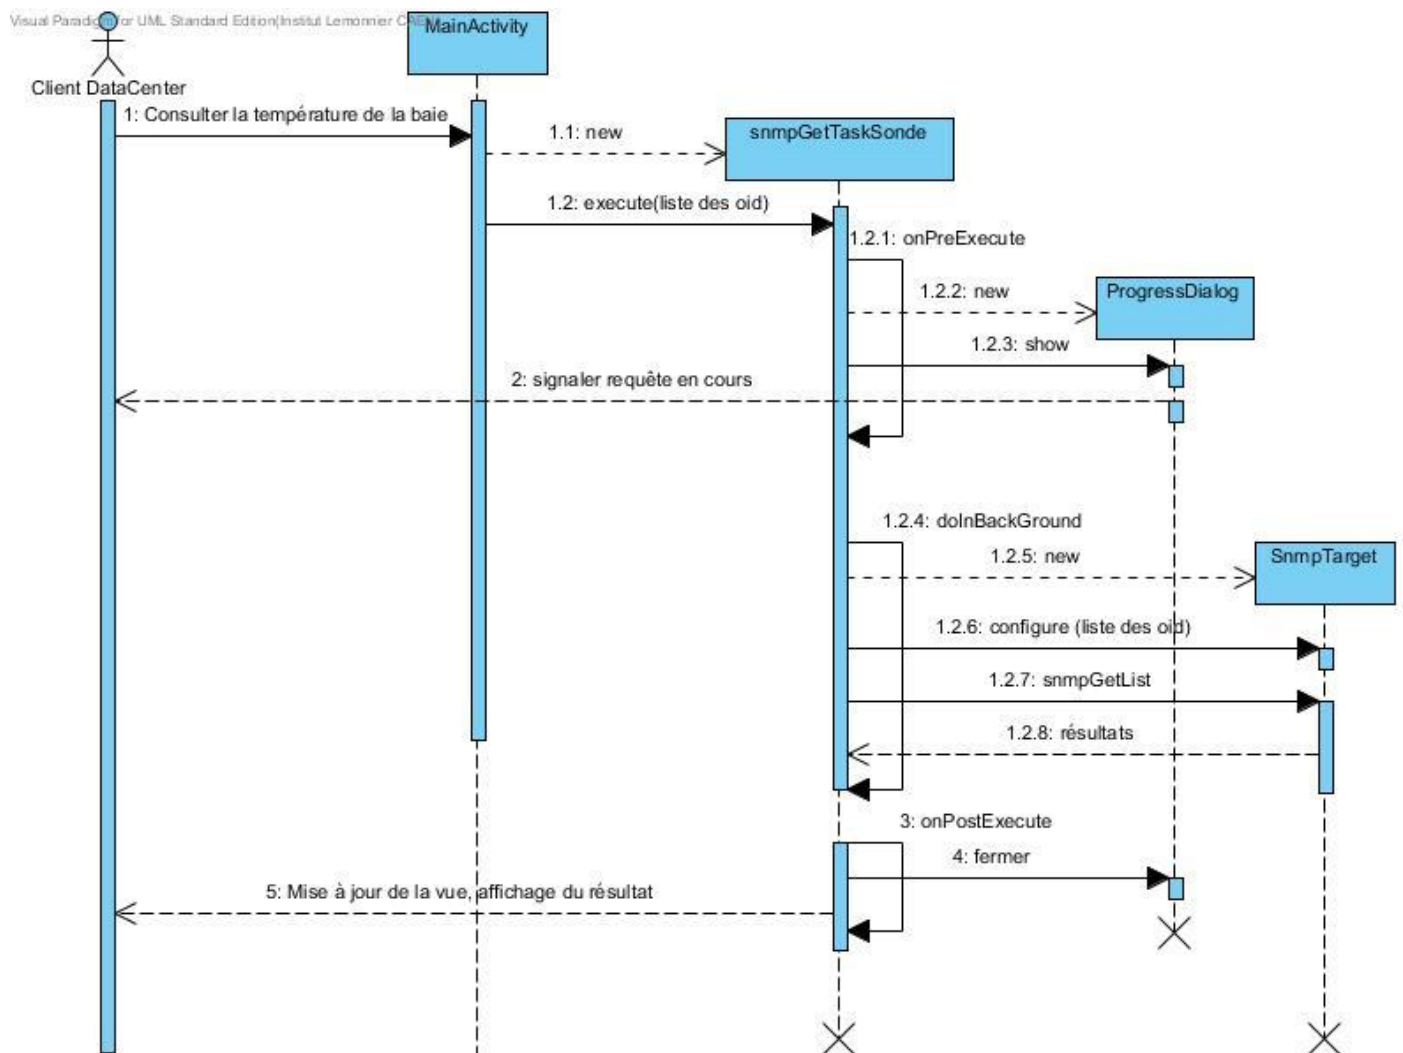 Visual Paradigm for UML Standard Edition(Institut Lemonnier
MainActivity
Client DataCenter
1: Consulter la température de la baie
1.1: new
snmpGetTaskSonde
1.2: execute(liste des oid)
1.2.1: onPreExecute
1.2.2: new
ProgressDialog
1.2.3: show
2: signaler requête en cours
1.2.4: doInBackGround
1.2.5: new
SnmpTarget
1.2.6: configure (liste des oid)
1.2.7: snmpGetList
1.2.8: résultats
3: onPostExecute
4: fermer
5: Mise à jour de la vue, affichage du résultat